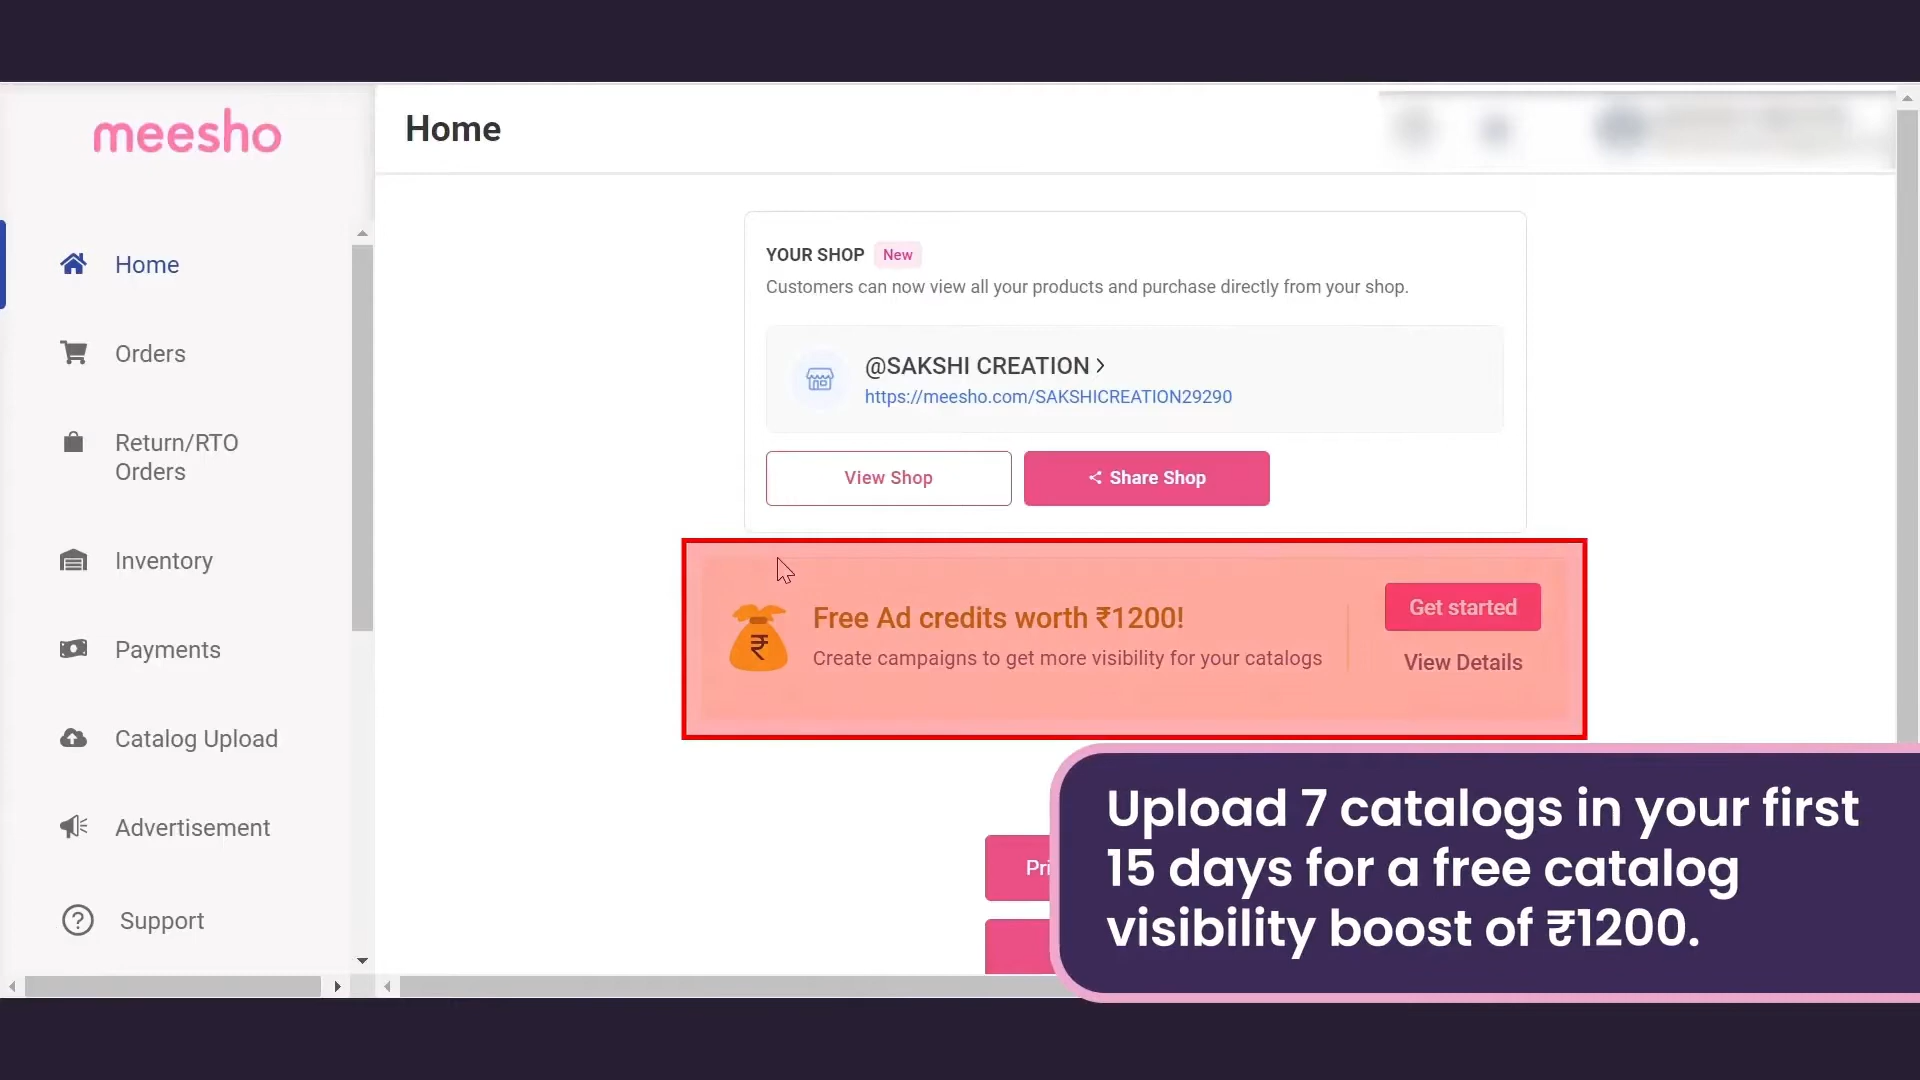 meesho
Home
Home
Orders
Return/RTO
Orders
Inventory
Payments
Catalog Upload
Advertisement
Support
YOUR SHOP New
Customers can now view all your products and purchase directly from your shop.
@SAKSHI CREATION >
https://meesho.com/SAKSHICREATION29290
View Shop
Share Shop
₹
Free Ad credits worth ₹1200!
Create campaigns to get more visibility for your catalogs
Get started
View Details
Upload 7 catalogs in your first
15 days for a free catalog
visibility boost of ₹1200.